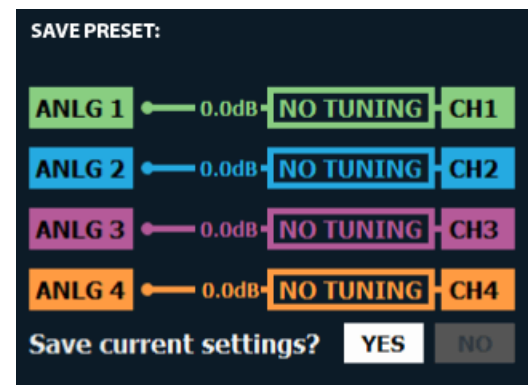 SAVE PRESET:
ANLG 1 0.0dB NO TUNING CH1
ANLG 2 0.0dB NO TUNING CH2
ANLG 3 0.0dB NO TUNING CH3
ANLG 4 0.0dB NO TUNING CH4
Save current settings? YES NO